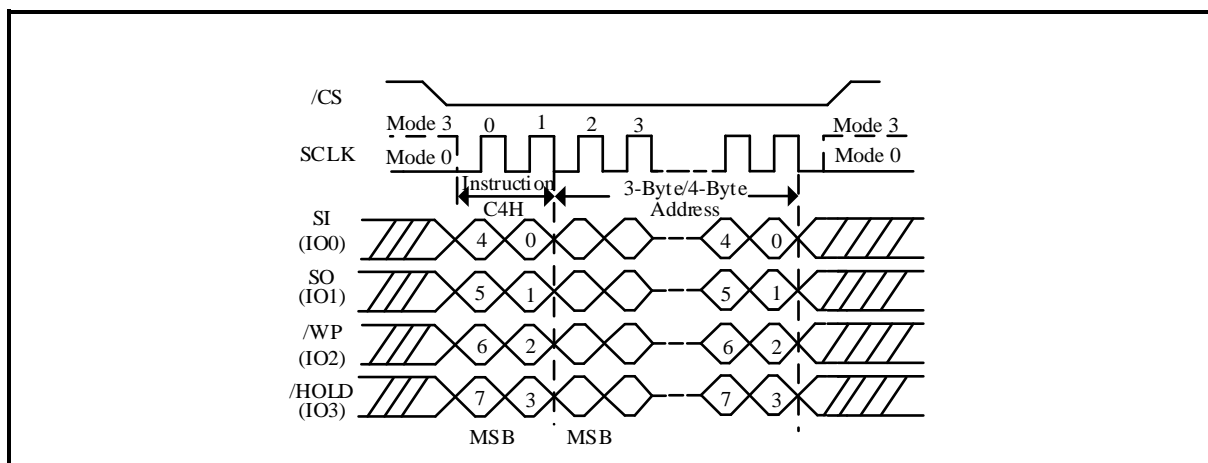 /CS
Mode 3 0 1 2 3 Mode 3
SCLK
Mode 0 Mode 0
Instruction 3-Byte/4-Byte
C4H Address
SI
(IO0)
4 0 4 0
SO
(IO1)
5 1 5 1
/WP
(IO2)
6 2 6 2
/HOLD
(IO3)
7 3 7 3
MSB MSB